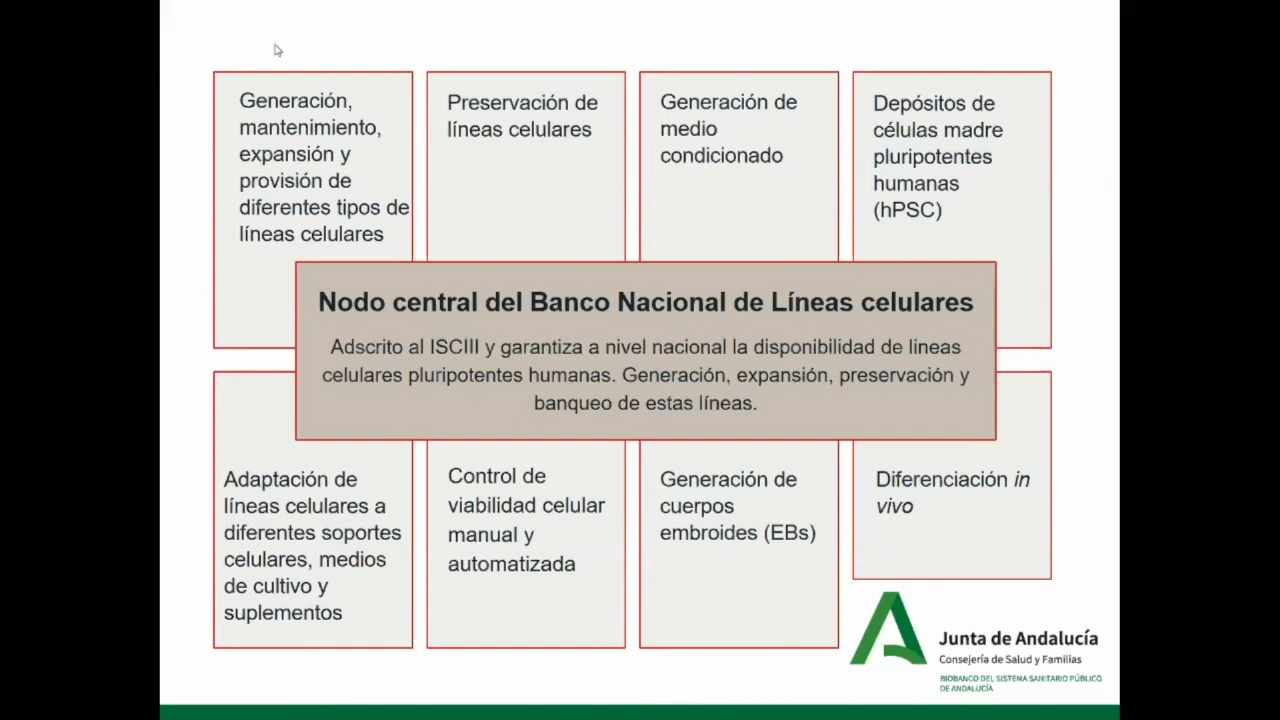 Generación,
mantenimiento,
expansión y
provisión de
diferentes tipos de
líneas celulares
Preservación de
líneas celulares
Generación de
medio
condicionado
Depósitos de
células madre
pluripotentes
humanas
(hPSC)
Nodo central del Banco Nacional de Líneas celulares
Adscrito al ISCIII y garantiza a nivel nacional la disponibilidad de lineas
celulares pluripotentes humanas. Generación, expansión, preservación y
banqueo de estas líneas.
Adaptación de
líneas celulares a
diferentes soportes
celulares, medios
de cultivo y
suplementos
Control de
viabilidad celular
manual y
automatizada
Generación de
cuerpos
embroides (EBs)
Diferenciación in
vivo
Junta de Andalucía
Consejería de Salud y Familias
BIOBANCO DEL SISTEMA SANITARIO PÚBLICO
DE ANDALUCÍA